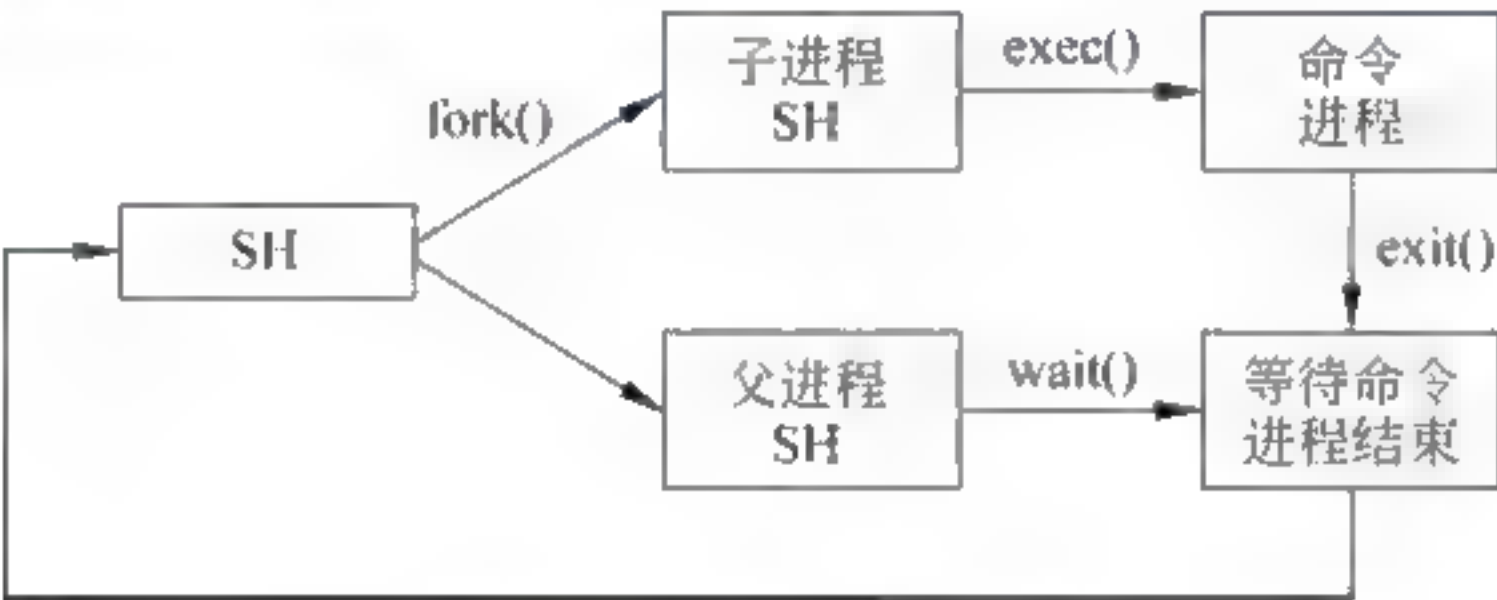 子进程
SH
exec()
命令
进程
fork()
SH
exit()
父进程
SH
wait()
等待命令
进程结束